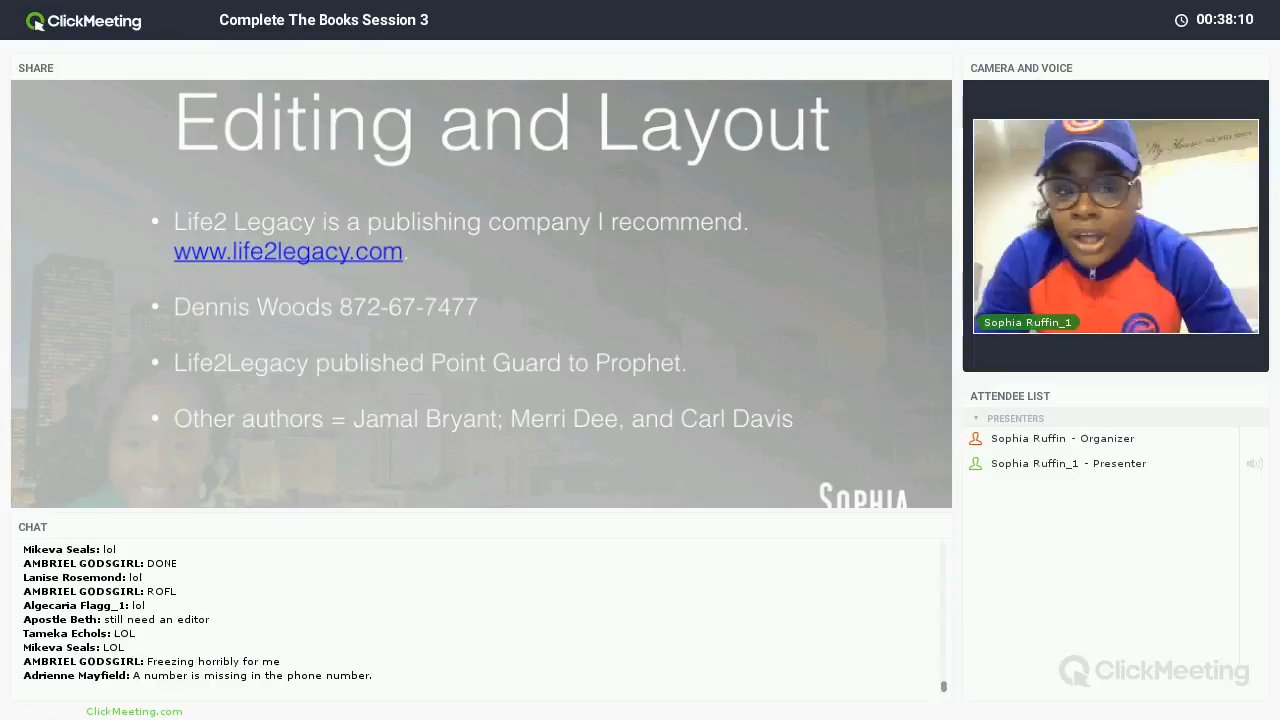 ClickMeeting
Complete The Books Session 3
00:38:10
SHARE
Editing and Layout
• Life2 Legacy is a publishing company I recommend.
www.life2legacy.com.
• Dennis Woods 872-67-7477
• Life2Legacy published Point Guard to Prophet.
• Other authors = Jamal Bryant; Merri Dee, and Carl Davis
SOPHIA
CAMERA AND VOICE
My House
Sophia Ruffin_1
ATTENDEE LIST
PRESENTERS
Sophia Ruffin - Organizer
Sophia Ruffin_1 - Presenter
CHAT
Mikeva Seals: lol
AMBRIEL GODSGIRL: DONE
Lanise Rosemond: lol
AMBRIEL GODSGIRL: ROFL
Algecaria Flagg_1: lol
Apostle Beth: still need an editor
Tameka Echols: LOL
Mikeva Seals: LOL
AMBRIEL GODSGIRL: Freezing horribly for me
Adrienne Mayfield: A number is missing in the phone number.
ClickMeeting
ClickMeeting.com